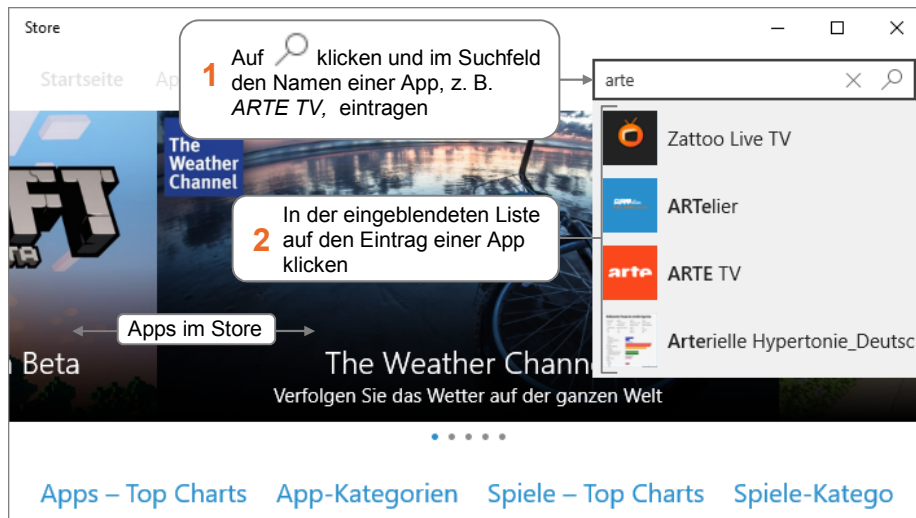 Store
Startseite Ap
1 Auf klicken und im Suchfeld
den Namen einer App, z. B.
ARTE TV, eintragen
arte
The
Weather
Channel
Zattoo Live TV
2 In der eingeblendeten Liste
auf den Eintrag einer App
klicken
ARTelier
arte
ARTE TV
Apps im Store
Arterielle Hypertonie_Deutsc
Beta
The Weather Chann
Verfolgen Sie das Wetter auf der ganzen Welt
Apps – Top Charts App-Kategorien Spiele – Top Charts Spiele-Katego